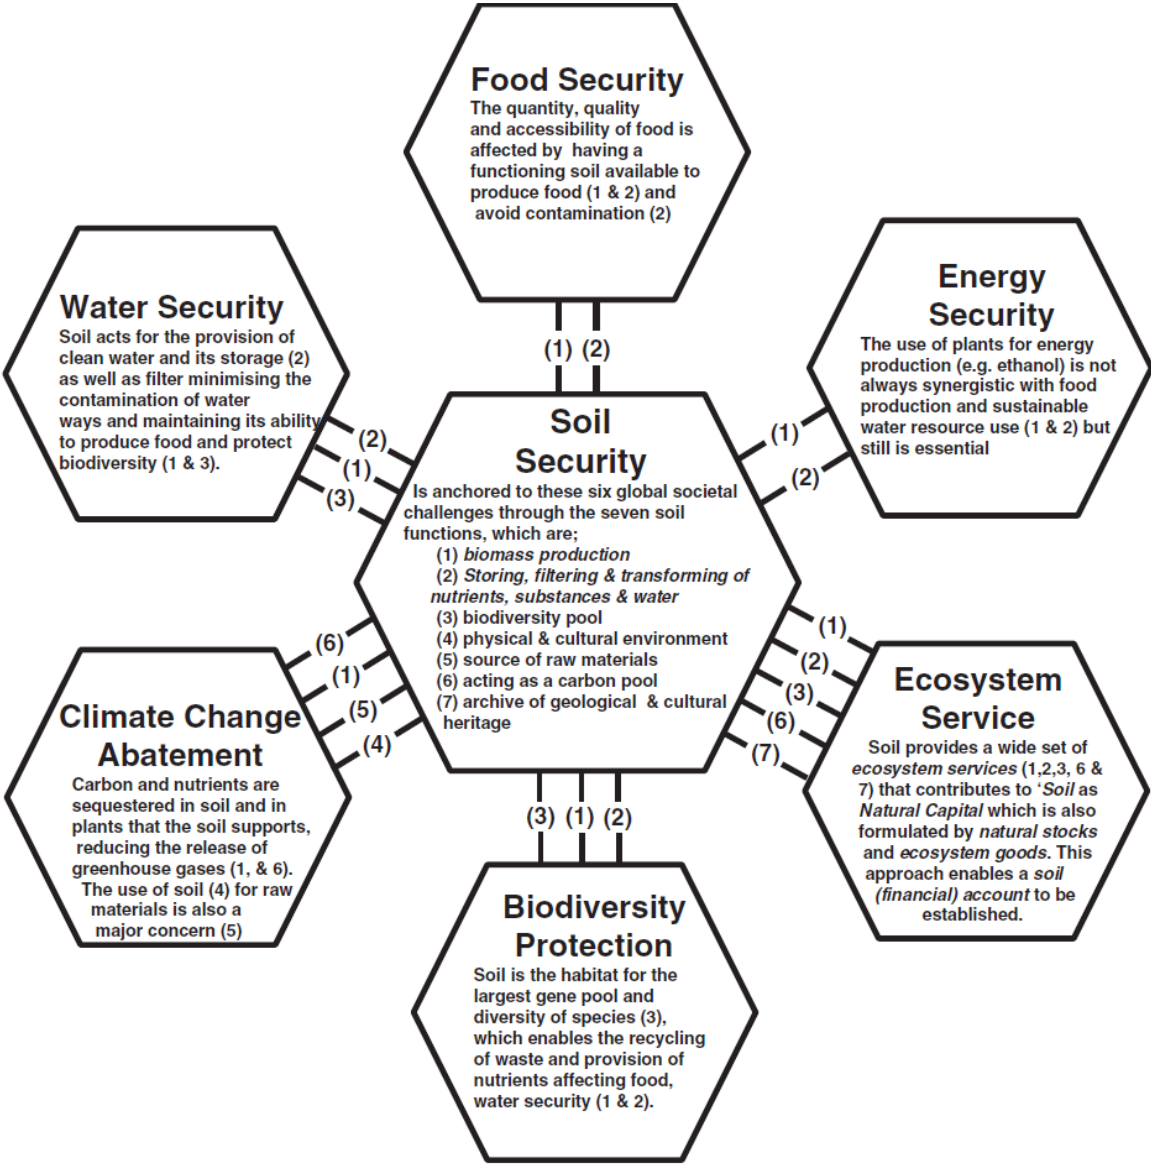 Food Security
The quantity, quality
and accessibility of food is
affected by having a
functioning soil available to
produce food (1 & 2) and
avoid contamination (2)
Water Security
Soil acts for the provision of
clean water and its storage (2)
as well as filter minimising the
contamination of water
ways and maintaining its ability
to produce food and protect
biodiversity (1 & 3).
Energy
Security
The use of plants for energy
production (e.g. ethanol) is not
always synergistic with food
production and sustainable
water resource use (1 & 2) but
still is essential
(1) (2)
(2)
(1)
(3)
(1)
(2)
Soil
Security
Is anchored to these six global societal
challenges through the seven soil
functions, which are;
(1) biomass production
(2) Storing, filtering & transforming of
nutrients, substances & water
(3) biodiversity pool
(4) physical & cultural environment
(5) source of raw materials
(6) acting as a carbon pool
(7) archive of geological & cultural
heritage
(6)
(1)
(5)
(4)
(1)
(2)
(3)
(6)
(7)
Climate Change
Abatement
Carbon and nutrients are
sequestered in soil and in
plants that the soil supports,
reducing the release of
greenhouse gases (1, & 6).
The use of soil (4) for raw
materials is also a
major concern (5)
Ecosystem
Service
Soil provides a wide set of
ecosystem services (1,2,3, 6 &
7) that contributes to ‘Soil as
Natural Capital which is also
formulated by natural stocks
and ecosystem goods. This
approach enables a soil
(financial) account to be
established.
(3) (1) (2)
Biodiversity
Protection
Soil is the habitat for the
largest gene pool and
diversity of species (3),
which enables the recycling
of waste and provision of
nutrients affecting food,
water security (1 & 2).